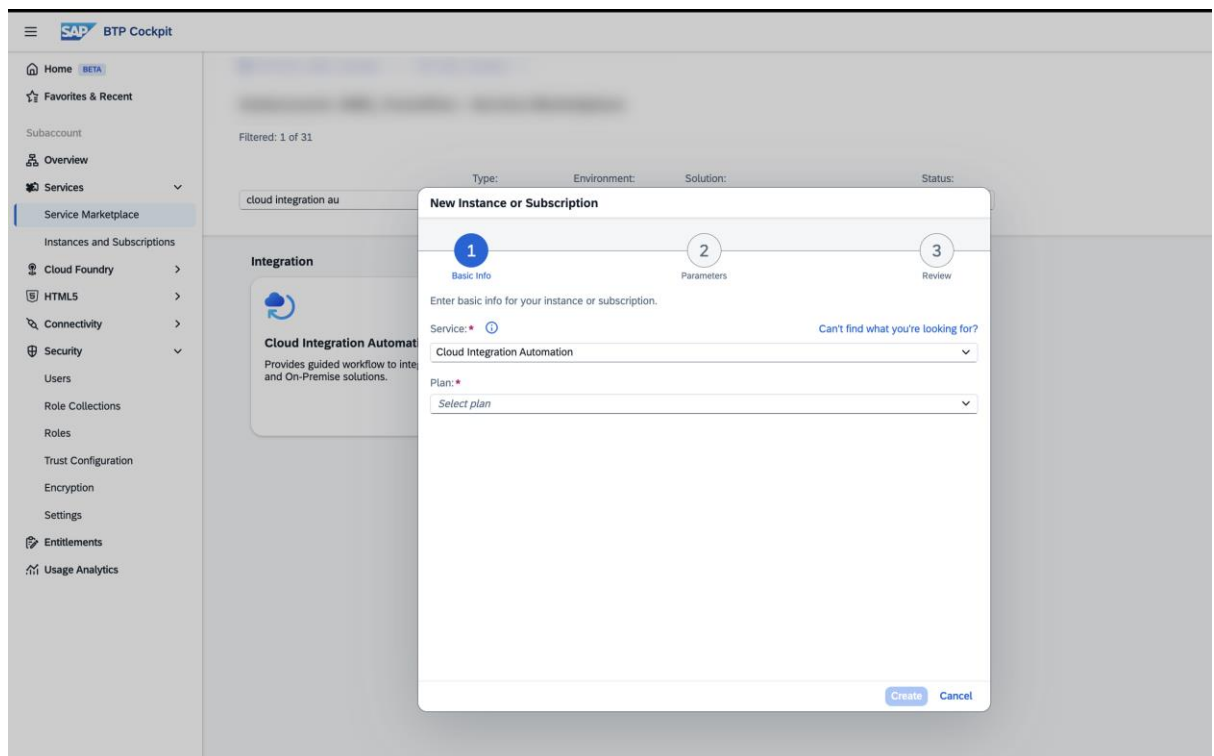 SAP BTP Cockpit
Home BETA
Favorites & Recent
Subaccount
Overview
Services
Service Marketplace
Instances and Subscriptions
Cloud Foundry
HTML5
Connectivity
Security
Users
Role Collections
Roles
Trust Configuration
Encryption
Settings
Entitlements
Usage Analytics
Filtered: 1 of 31
Type: Environment: Solution: Status:
cloud integration au
Integration
Cloud Integration Automat
Provides guided workflow to inte
and On-Premise solutions.
New Instance or Subscription
1 2 3
Basic Info Parameters Review
Enter basic info for your instance or subscription.
Service:* Can't find what you're looking for?
Cloud Integration Automation
Plan:*
Select plan
Create Cancel